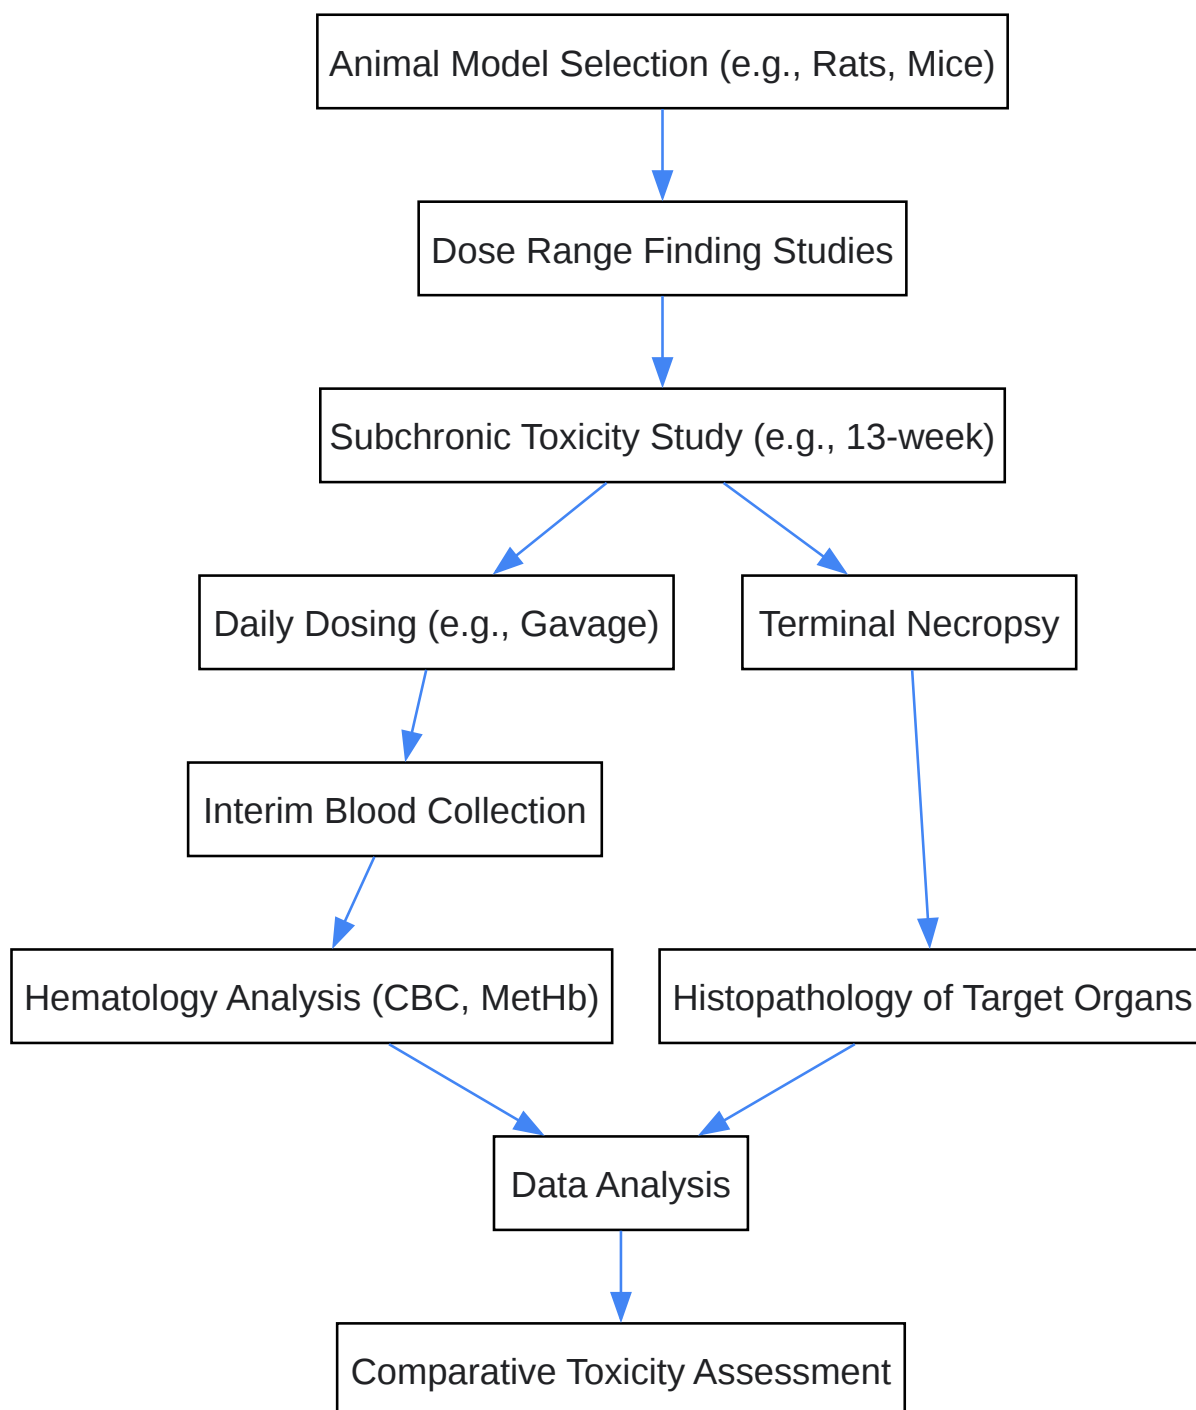 Animal Model Selection (e.g., Rats, Mice)
Dose Range Finding Studies
Subchronic Toxicity Study (e.g., 13-week)
Daily Dosing (e.g., Gavage)
Terminal Necropsy
Interim Blood Collection
Hematology Analysis (CBC, MetHb)
Histopathology of Target Organs
Data Analysis
Comparative Toxicity Assessment